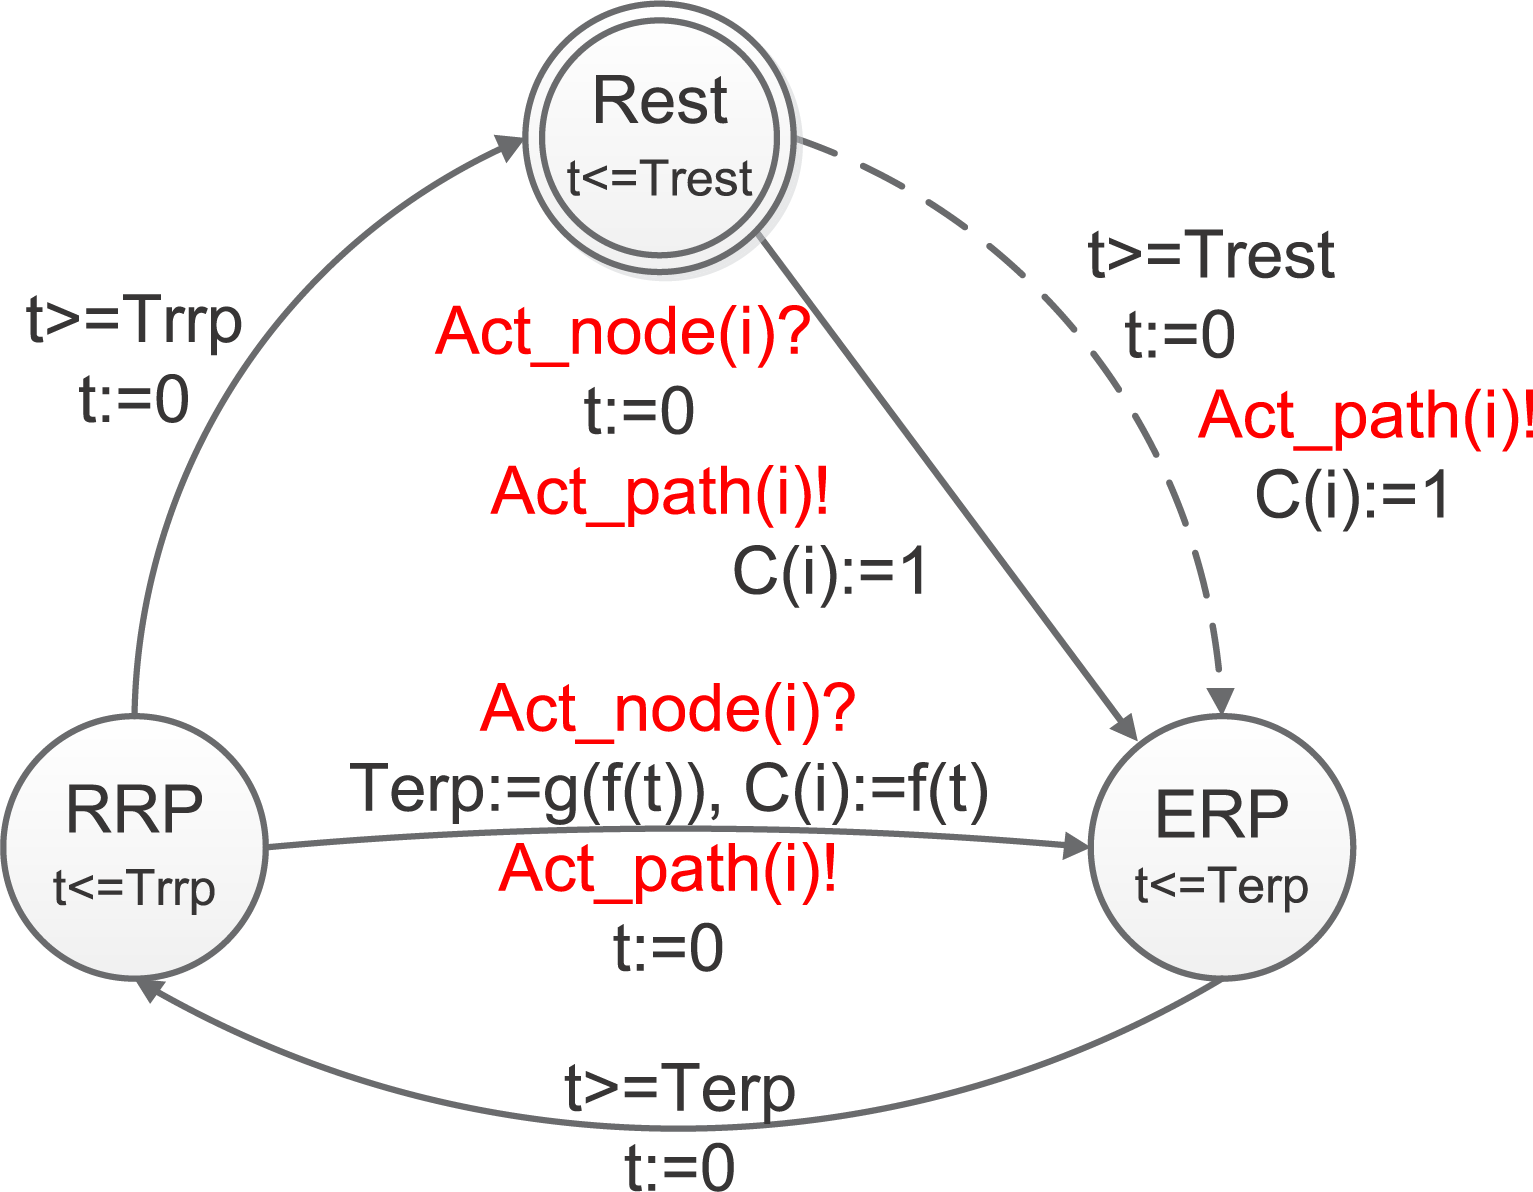 Rest
t<=Trest
t>=Trest
t:=0
Act_path(i)!
C(i):=1
t>=Trrp
t:=0
Act_node(i)?
t:=0
Act_path(i)!
C(i):=1
Act_node(i)?
Terp:=g(f(t)), C(i):=f(t)
Act_path(i)!
t:=0
RRP
t<=Trrp
ERP
t<=Terp
t>=Terp
t:=0